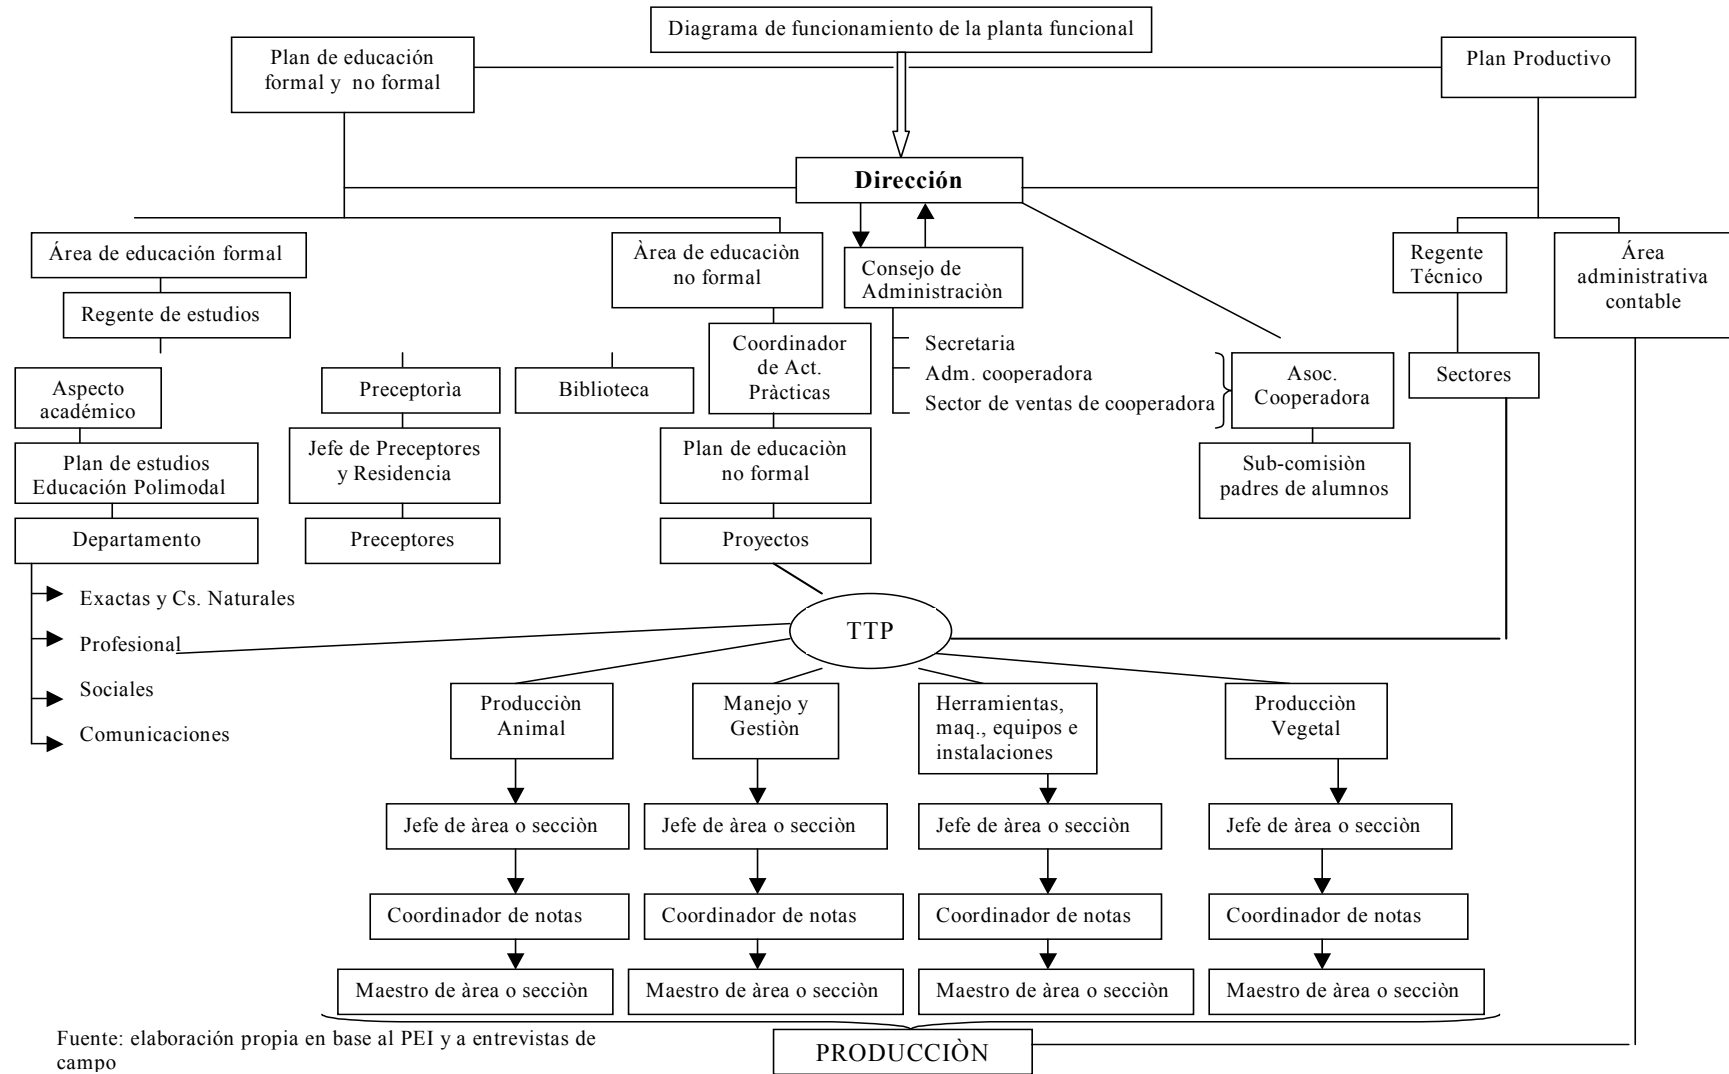 Diagrama de funcionamiento de la planta funcional
Plan de educación
formal y  no formal
Plan Productivo
Dirección
Área de educación formal
Àrea de educaciòn
no formal
Consejo de
Administraciòn
Regente
Técnico
Área
administrativa
contable
Regente de estudios
Coordinador
de Act.
Pràcticas
Secretaria
Adm. cooperadora
Sector de ventas de cooperadora
Asoc.
Cooperadora
Sectores
Aspecto
académico
Preceptorìa
Biblioteca
Plan de estudios
Educación Polimodal
Jefe de Preceptores
y Residencia
Plan de educaciòn
no formal
Sub-comisiòn
padres de alumnos
Departamento
Preceptores
Proyectos
Exactas y Cs. Naturales
Profesional
Sociales
Comunicaciones
TTP
Producciòn
Animal
Manejo y
Gestiòn
Herramientas,
maq., equipos e
instalaciones
Producciòn
Vegetal
Jefe de àrea o secciòn
Jefe de àrea o secciòn
Jefe de àrea o secciòn
Jefe de àrea o secciòn
Coordinador de notas
Coordinador de notas
Coordinador de notas
Coordinador de notas
Maestro de àrea o secciòn
Maestro de àrea o secciòn
Maestro de àrea o secciòn
Maestro de àrea o secciòn
PRODUCCIÒN
Fuente: elaboración propia en base al PEI y a entrevistas de
campo